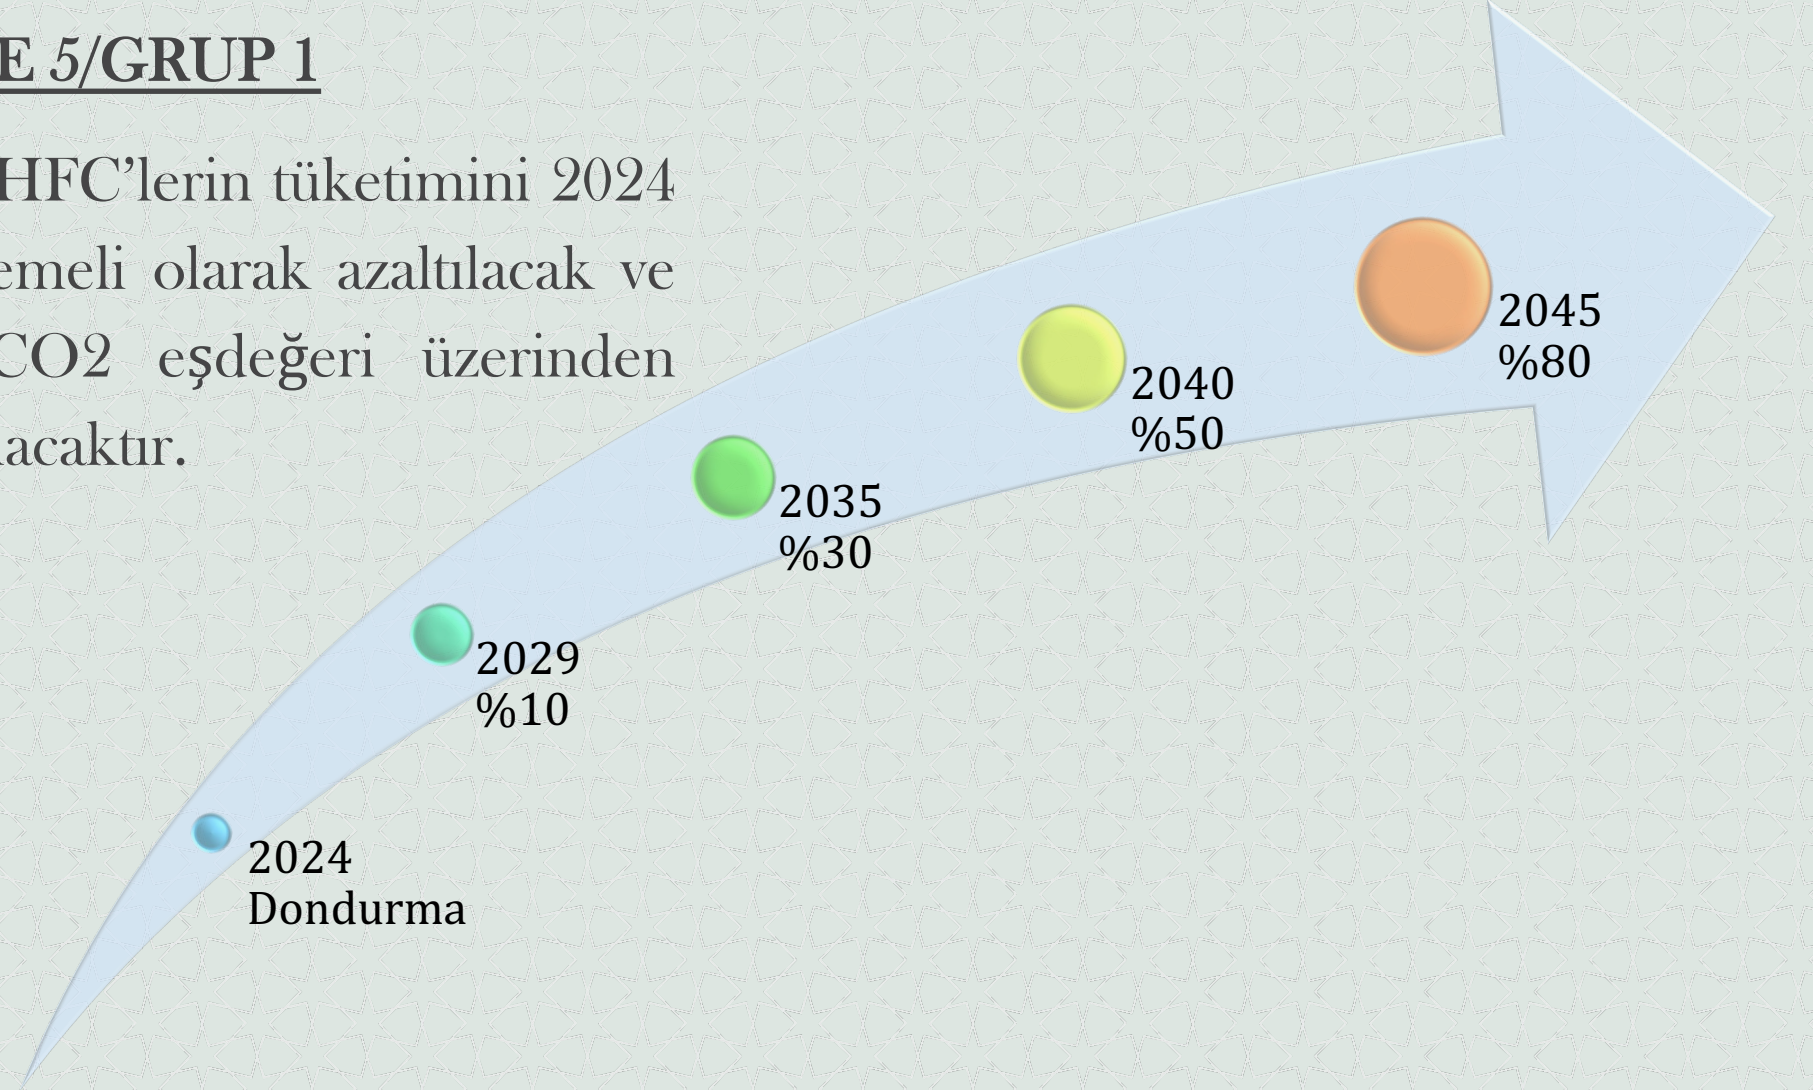 E 5/GRUP 1
HFC’lerin tüketimini 2024
emeli olarak azaltılacak ve
CO2 eşdeğeri üzerinden
lacaktır.
2045
%80
2040
%50
2035
%30
2029
%10
2024
Dondurma